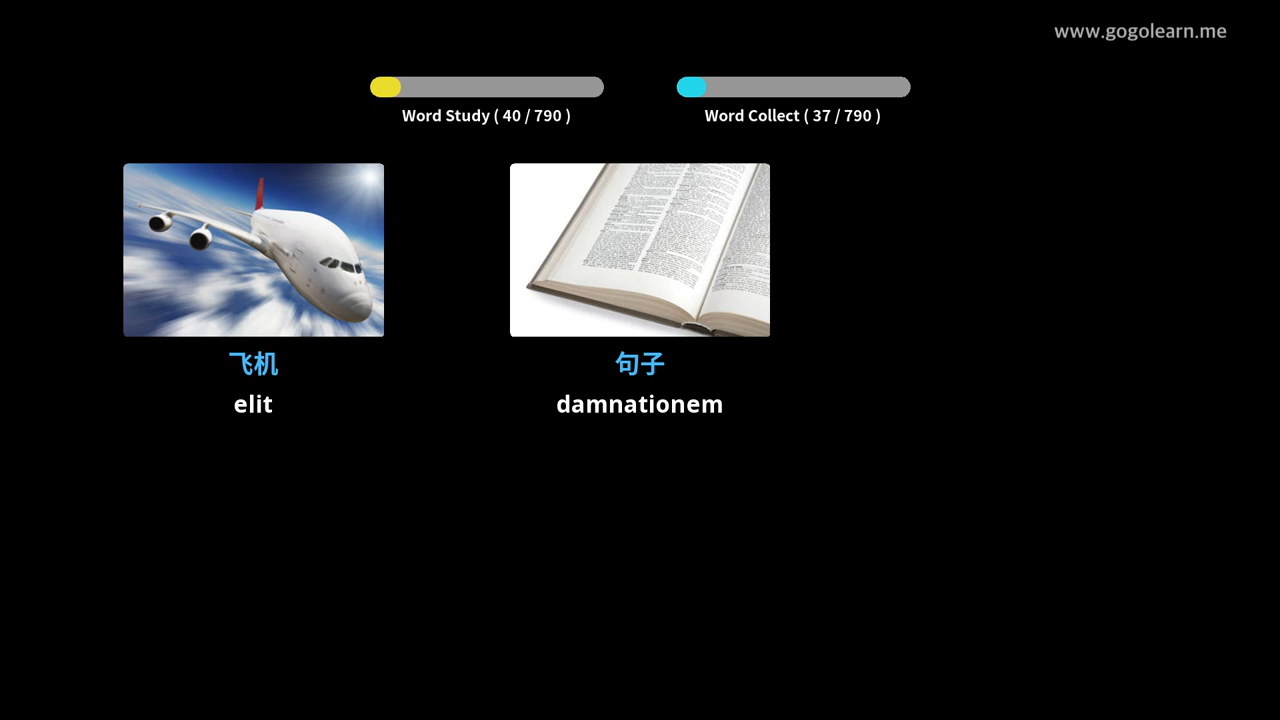 www.gogolearn.me
Word Study ( 40 / 790 )
Word Collect ( 37 / 790 )
飞机
句子
elit
damnationem